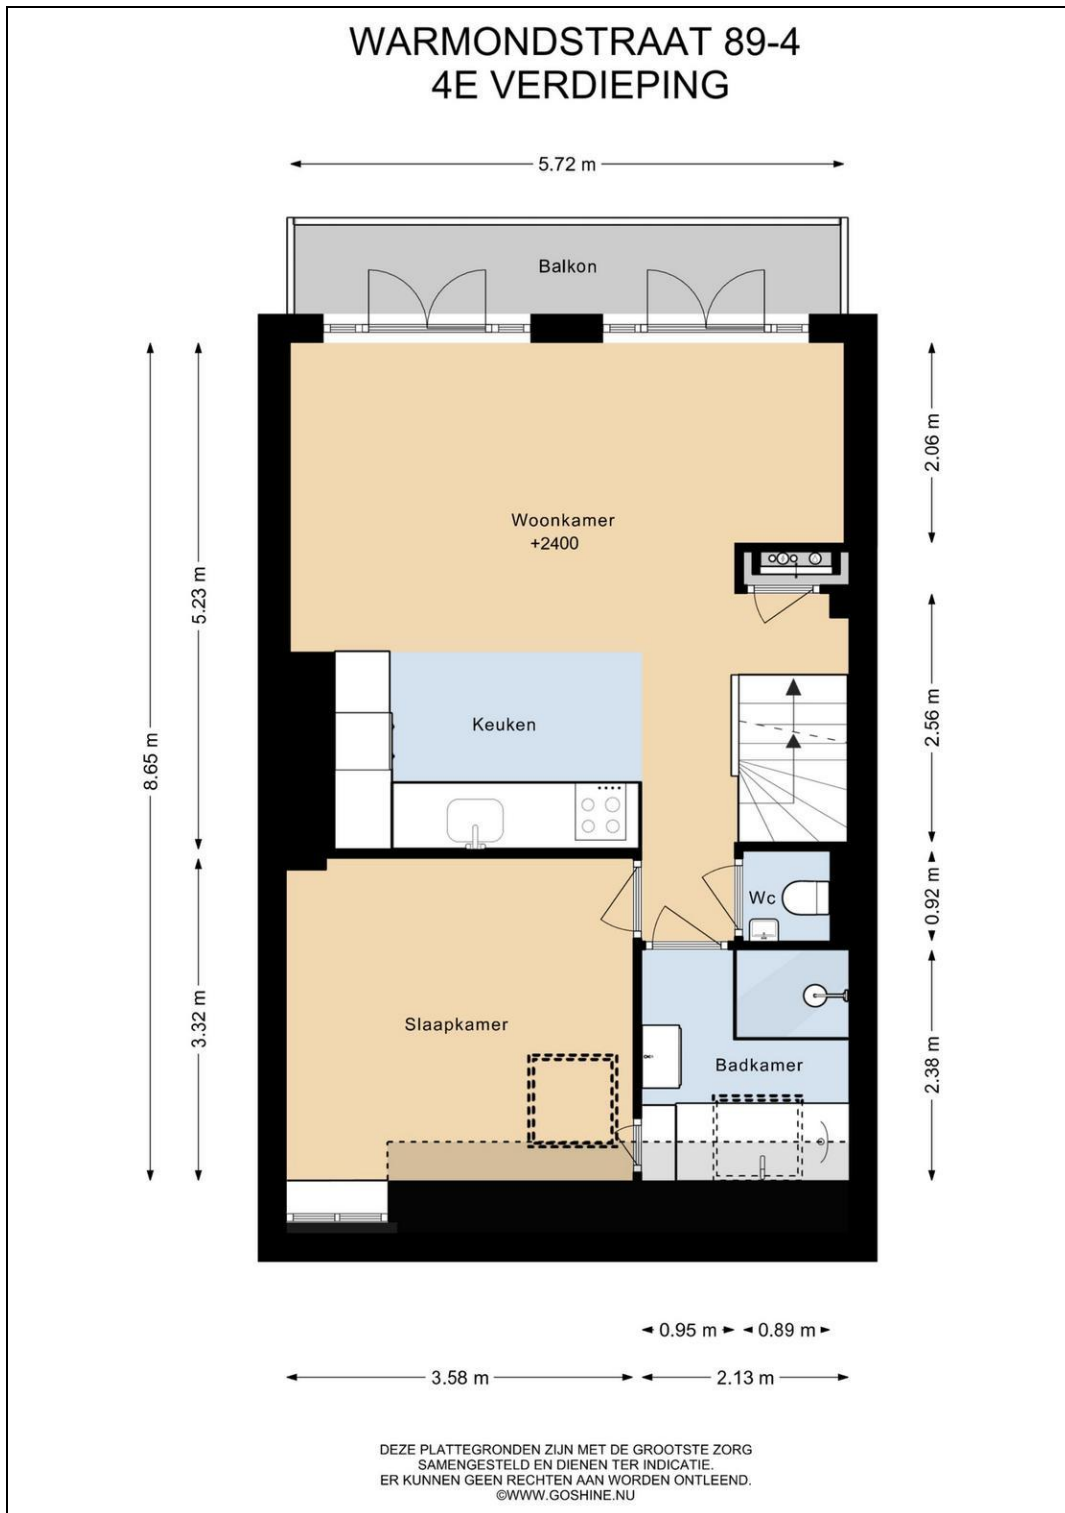 WARMONDSTRAAT 89-4
4E VERDIEPING
5.72 m
Balkon
2.06 m
Woonkamer
+2400
5.23 m
8.65 m
2.56 m
Keuken
Wc
0.92 m
3.32 m
Slaapkamer
Badkamer
2.38 m
0.95 m
0.89 m
3.58 m
2.13 m
DEZE PLATTEGRONDEN ZIJN MET DE GROOTSTE ZORG
SAMENGESTELD EN DIENEN TER INDICATIE.
ER KUNNEN GEEN RECHTEN AAN WORDEN ONTLEEND.
©WWW.GOSHINE.NU